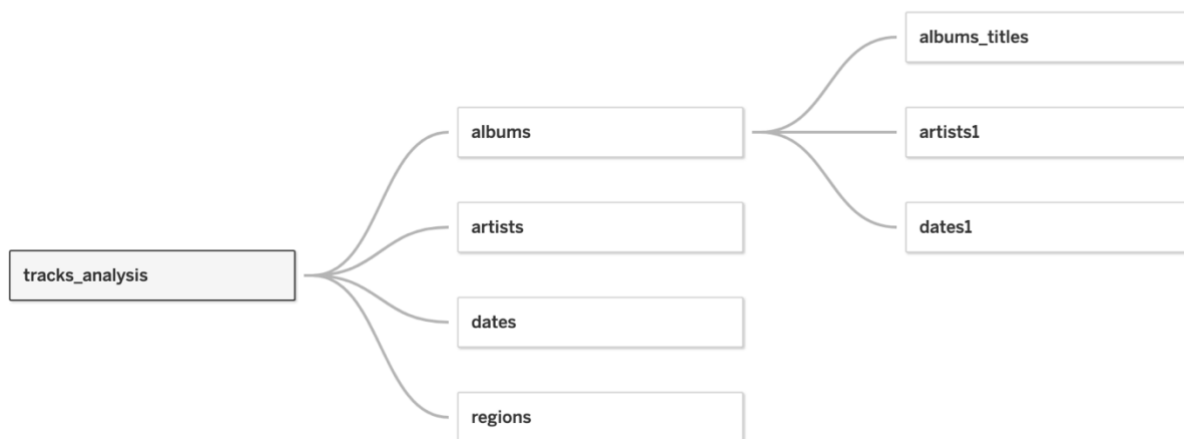 albums_titles
albums
artists1
artists
dates1
tracks_analysis
dates
regions